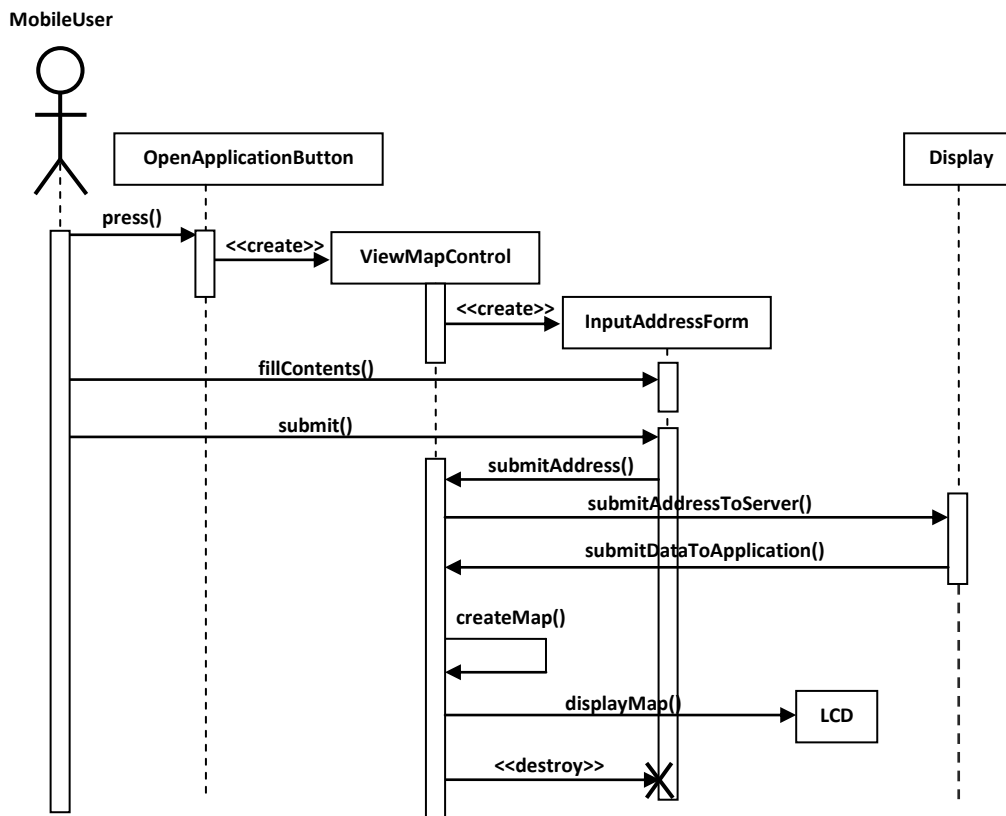 MobileUser
OpenApplicationButton
Display
press()
<<create>>
ViewMapControl
<<create>>
InputAddressForm
fillContents()
submit()
submitAddress()
submitAddressToServer()
submitDataToApplication()
createMap()
displayMap()
LCD
<<destroy>>